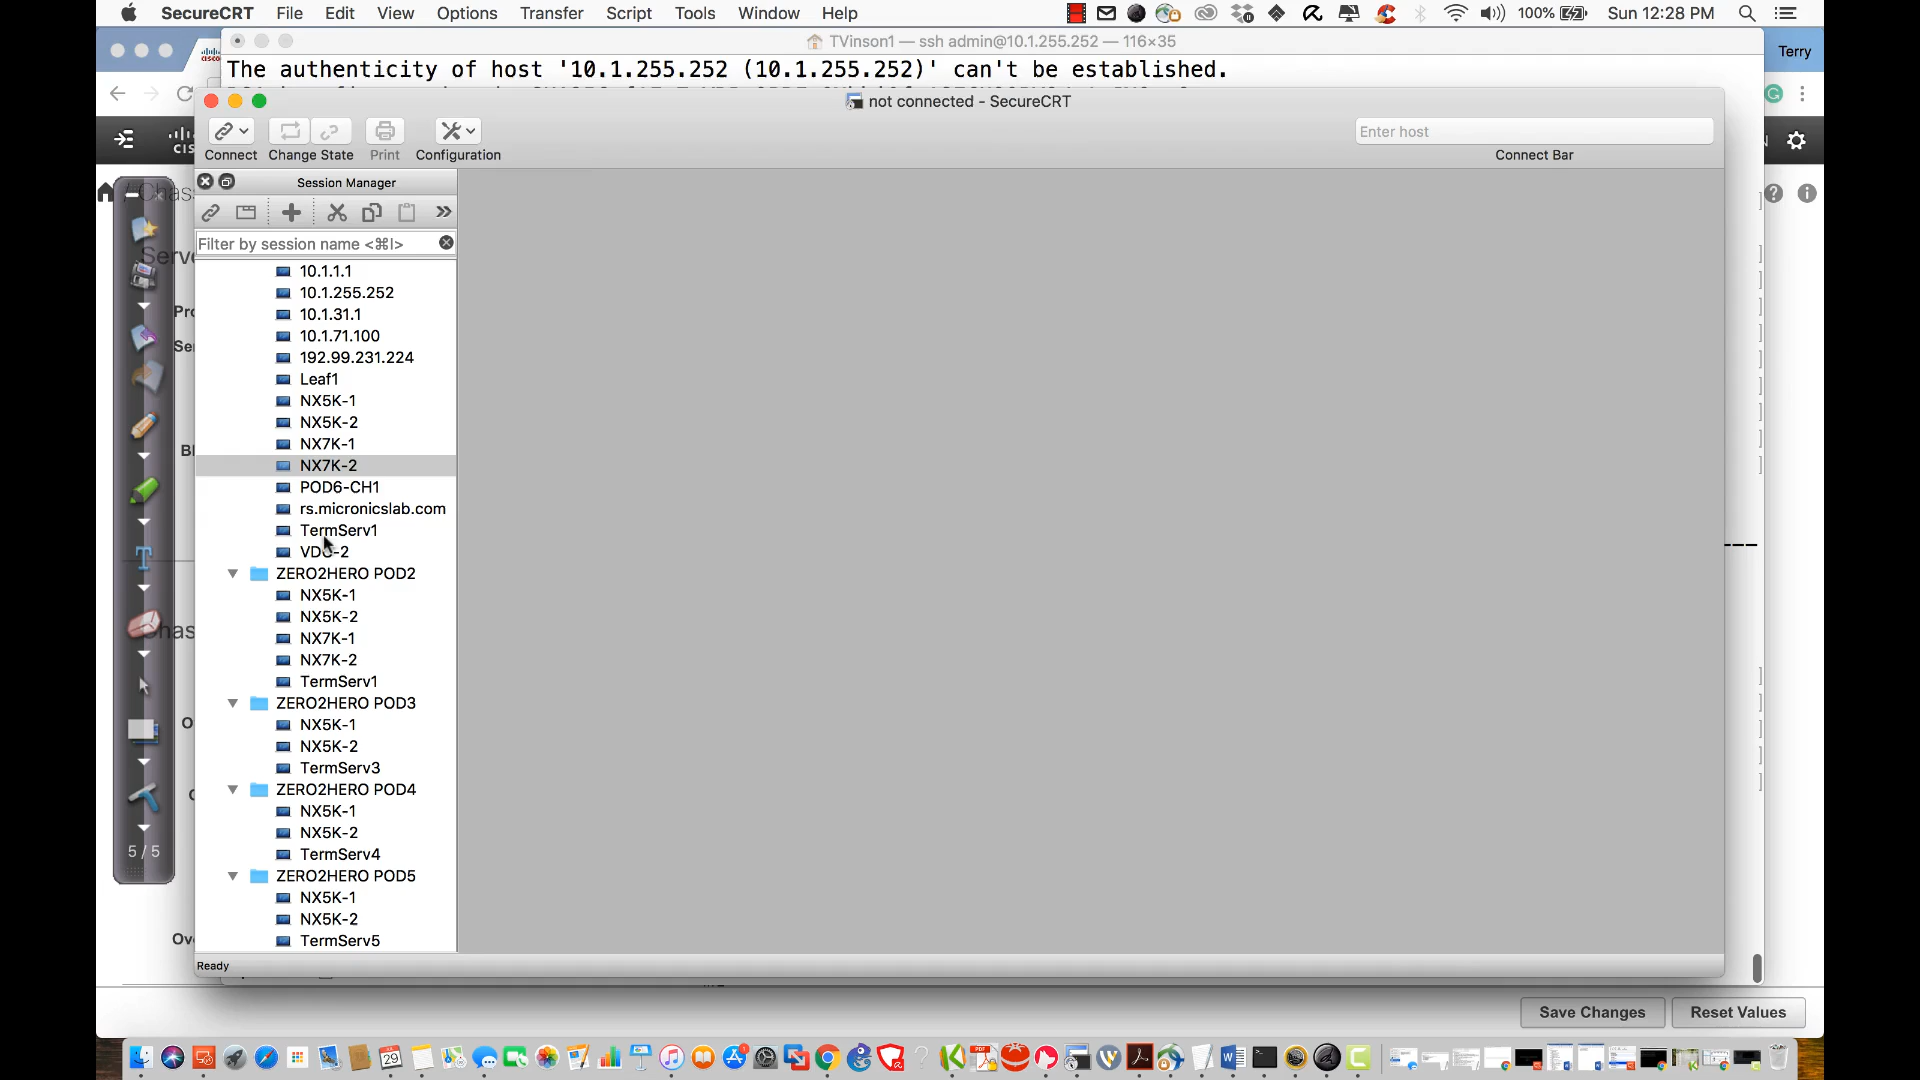 SecureCRT File Edit View Options Transfer Script Tools Window Help 100% Sun 12:28 PM
TVinson1 — ssh admin@10.1.255.252 — 116×35
Terry
The authenticity of host '10.1.255.252 (10.1.255.252)' can't be established.
not connected - SecureCRT
Enter host
Connect Change State Print Configuration Connect Bar
Session Manager
Filter by session name <⌘I>
10.1.1.1
10.1.255.252
10.1.31.1
10.1.71.100
192.99.231.224
Leaf1
NX5K-1
NX5K-2
NX7K-1
NX7K-2
POD6-CH1
rs.micronicslab.com
TermServ1
VDC-2
ZERO2HERO POD2
NX5K-1
NX5K-2
NX7K-1
NX7K-2
TermServ1
ZERO2HERO POD3
NX5K-1
NX5K-2
TermServ3
ZERO2HERO POD4
NX5K-1
NX5K-2
TermServ4
ZERO2HERO POD5
NX5K-1
NX5K-2
TermServ5
5 / 5
Ready
Save Changes Reset Values